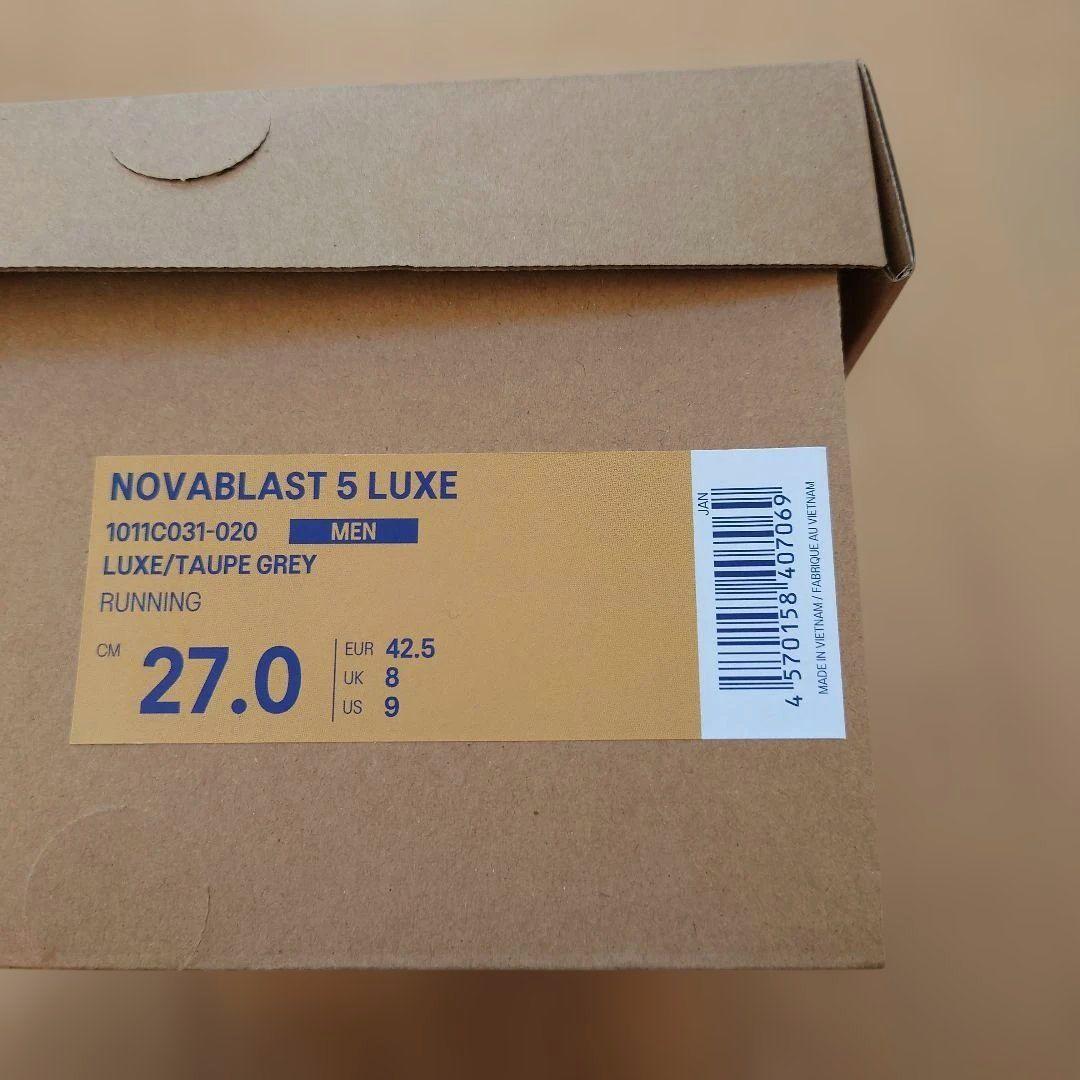 NOVABLAST 5 LUXE
1011C031-020 MEN
LUXE/TAUPE GREY
RUNNING
CM 27.0
EUR 42.5
UK 8
US 9
JAN
4 570158 407069
MADE IN VIETNAM / FABRIQUE AU VIETNAM